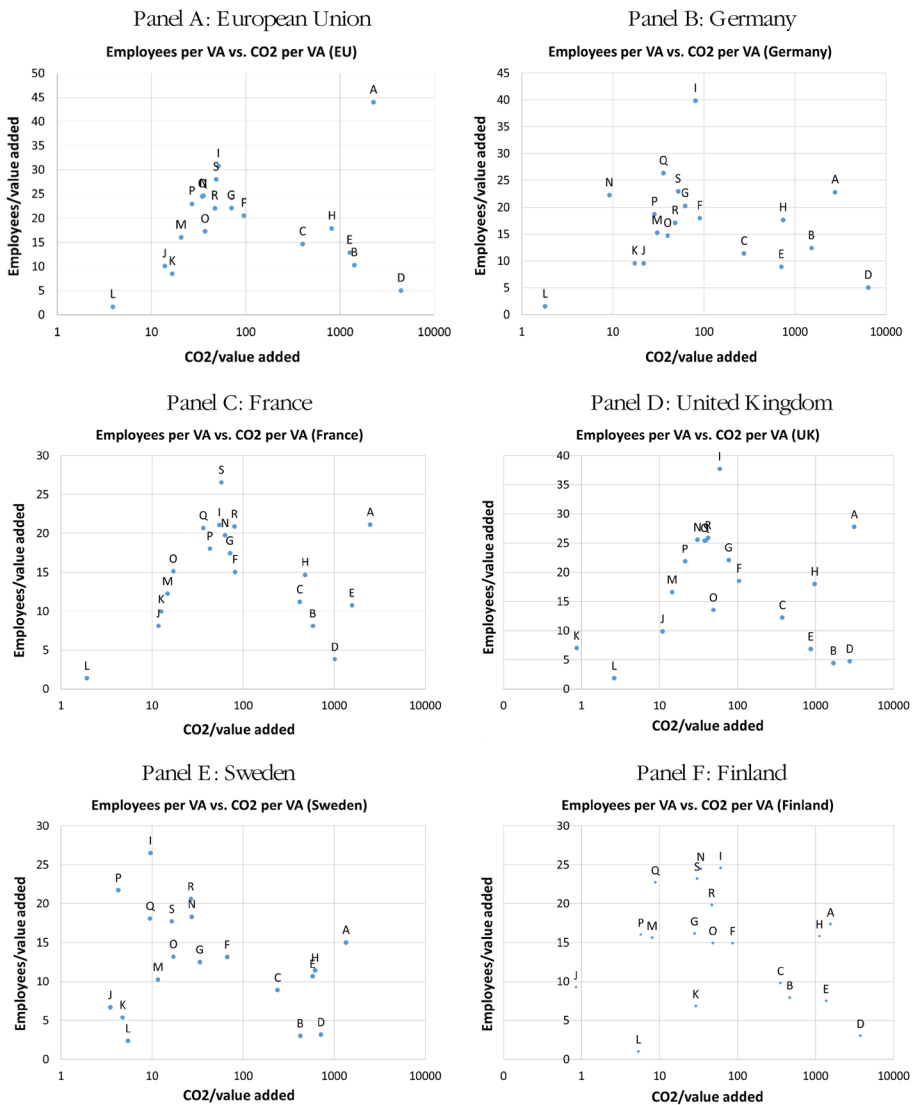 Panel A: European Union
Employees per VA vs. CO2 per VA (EU)
50
45
40
35
30
25
20
15
10
5
0
Employees/value added
A
I
S
Q
N
P
R
G
F
O
M
H
C
E
B
J
K
D
L
1
10
100
1000
10000
CO2/value added
Panel B: Germany
Employees per VA vs. CO2 per VA (Germany)
45
40
35
30
25
20
15
10
5
0
Employees/value added
I
Q
N
S
A
G
P
R
F
H
M
O
B
C
K
J
E
D
L
1
10
100
1000
10000
CO2/value added
Panel C: France
Employees per VA vs. CO2 per VA (France)
30
25
20
15
10
5
0
Employees/value added
S
I
R
A
Q
N
P
G
F
O
H
M
C
E
K
J
B
D
L
1
10
100
1000
10000
CO2/value added
Panel D: United Kingdom
Employees per VA vs. CO2 per VA (UK)
40
35
30
25
20
15
10
5
0
Employees/value added
I
A
N
Q
R
P
G
F
H
M
O
C
J
K
E
B
D
L
0
1
10
100
1000
10000
CO2/value added
Panel E: Sweden
Employees per VA vs. CO2 per VA (Sweden)
30
25
20
15
10
5
0
Employees/value added
I
P
R
Q
N
S
A
O
G
F
M
H
E
C
J
K
B
D
L
1
10
100
1000
10000
CO2/value added
Panel F: Finland
Employees per VA vs. CO2 per VA (Finland)
30
25
20
15
10
5
0
Employees/value added
N
I
S
Q
R
A
P
M
G
O
F
H
J
C
B
E
K
D
L
0
1
10
100
1000
10000
CO2/value added